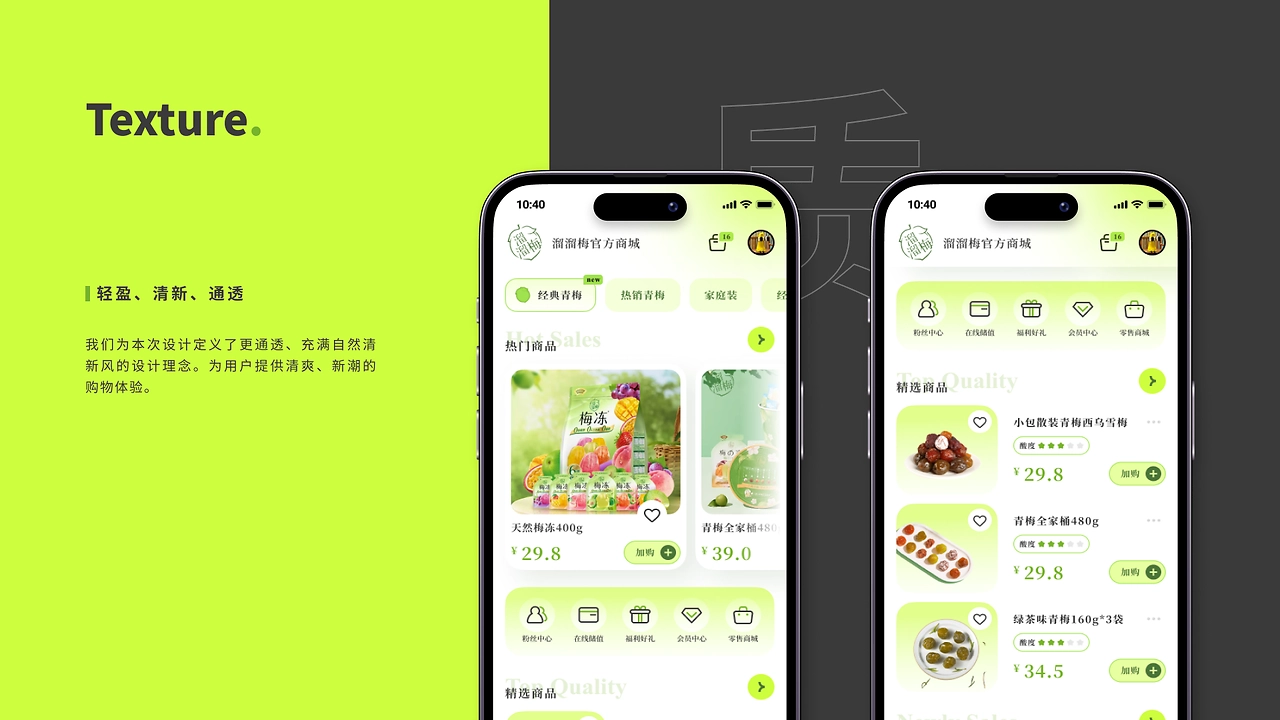 Texture.
轻盈、清新、通透
我们为本次设计定义了更通透、充满自然清
新风的设计理念。为用户提供清爽、新潮的
购物体验。
质
10:40
溜溜梅
溜溜梅官方商城
16
new
经典青梅
热销青梅
家庭装
经
Hot Sales
热门商品
梅冻
天然梅冻400g
¥ 29.8
加购
青梅全家桶480
¥ 39.0
粉丝中心
在线储值
福利好礼
会员中心
零售商城
Top Quality
精选商品
10:40
溜溜梅
溜溜梅官方商城
16
粉丝中心
在线储值
福利好礼
会员中心
零售商城
Top Quality
精选商品
小包散装青梅西乌雪梅
酸度
¥ 29.8
加购
青梅全家桶480g
酸度
¥ 29.8
加购
绿茶味青梅160g*3袋
酸度
¥ 34.5
加购